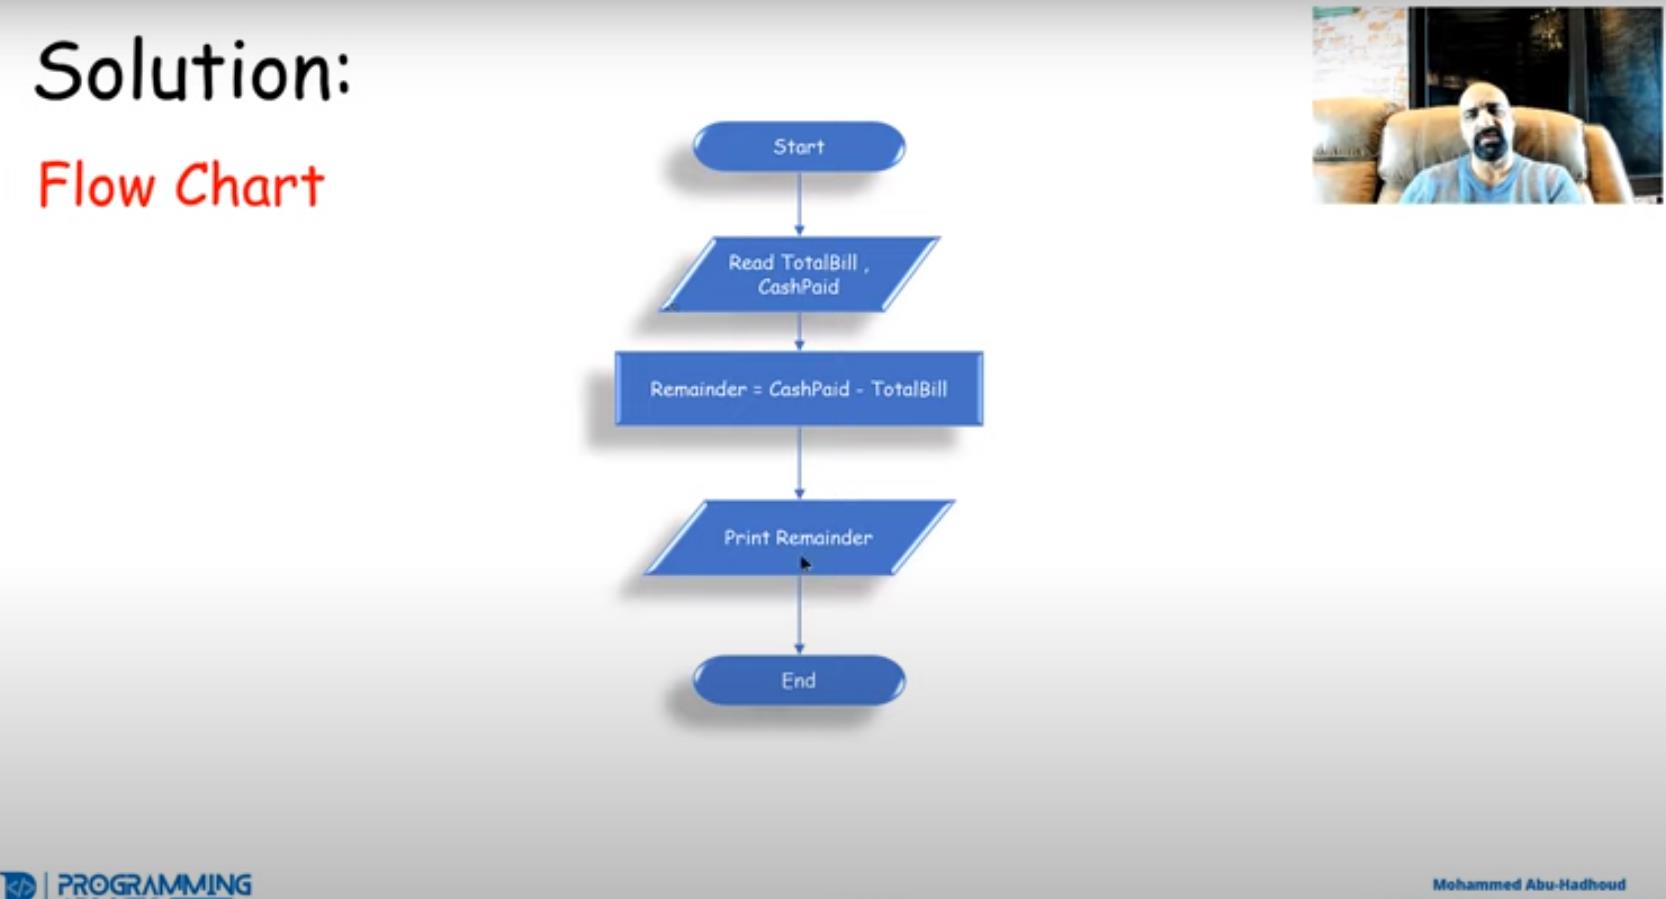 Solution:
Flow Chart
Start
Read TotalBill ,
CashPaid
Remainder = CashPaid - TotalBill
Print Remainder
End
</> PROGRAMMING
Mohammed Abu-Hadhoud